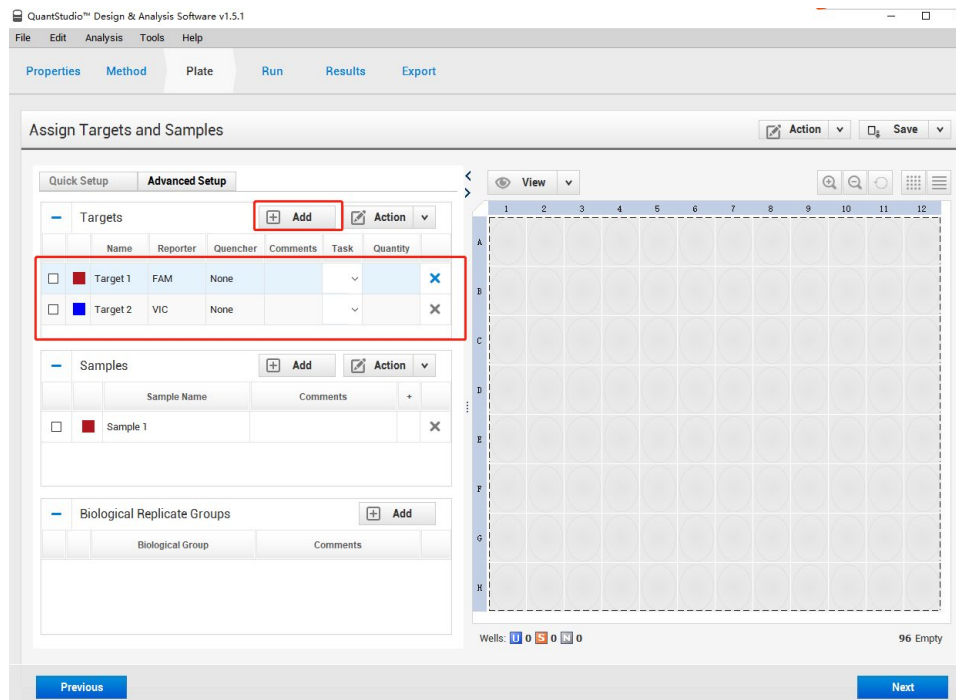 QuantStudio™ Design & Analysis Software v1.5.1
File Edit Analysis Tools Help
Properties Method Plate Run Results Export
Assign Targets and Samples
Action
Save
Quick Setup Advanced Setup
Targets
Add
Action
Name Reporter Quencher Comments Task Quantity
Target 1 FAM None
Target 2 VIC None
Samples
Add
Action
Sample Name Comments +
Sample 1
Biological Replicate Groups
Add
Biological Group Comments
View
1 2 3 4 5 6 7 8 9 10 11 12
A
B
C
D
E
F
G
H
Wells: U 0 S 0 N 0
96 Empty
Previous
Next